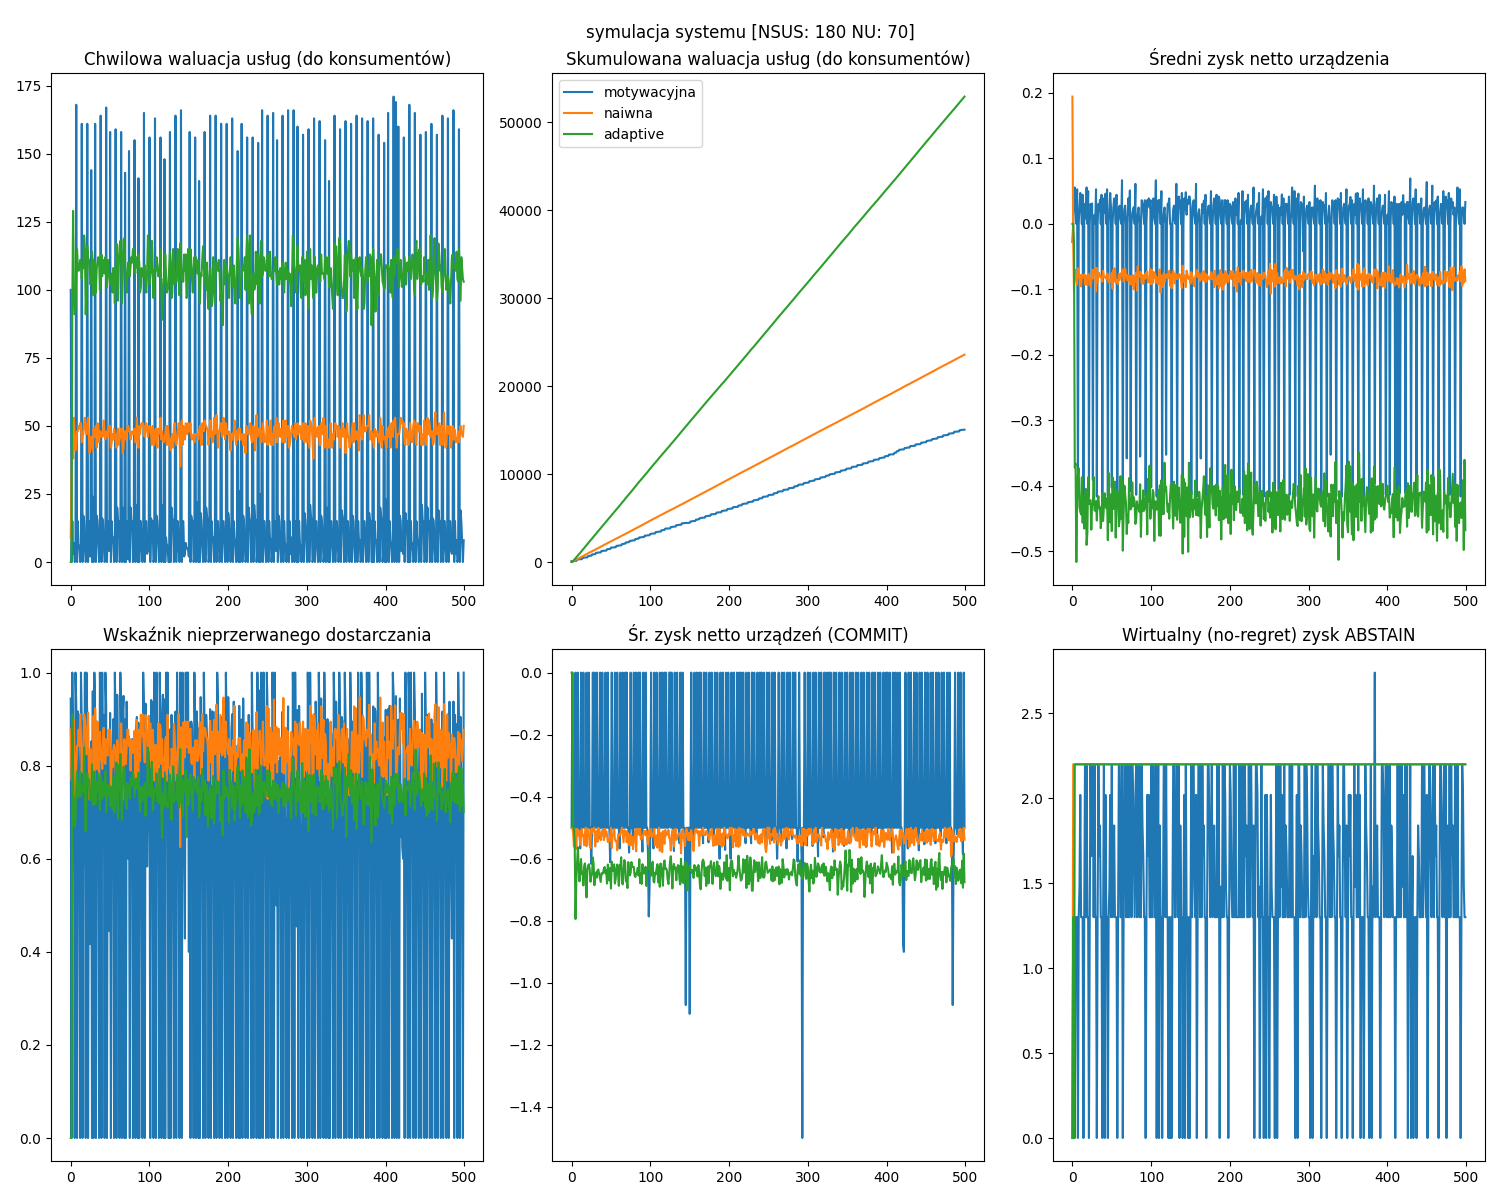 symulacja systemu [NSUS: 180 NU: 70]
Chwilowa waluacja usług (do konsumentów)
175
150
125
100
75
50
25
0
0 100 200 300 400 500
Skumulowana waluacja usług (do konsumentów)
motywacyjna
naiwna
adaptive
50000
40000
30000
20000
10000
0
0 100 200 300 400 500
Średni zysk netto urządzenia
0.2
0.1
0.0
−0.1
−0.2
−0.3
−0.4
−0.5
0 100 200 300 400 500
Wskaźnik nieprzerwanego dostarczania
1.0
0.8
0.6
0.4
0.2
0.0
0 100 200 300 400 500
Śr. zysk netto urządzeń (COMMIT)
0.0
−0.2
−0.4
−0.6
−0.8
−1.0
−1.2
−1.4
0 100 200 300 400 500
Wirtualny (no-regret) zysk ABSTAIN
2.5
2.0
1.5
1.0
0.5
0.0
0 100 200 300 400 500